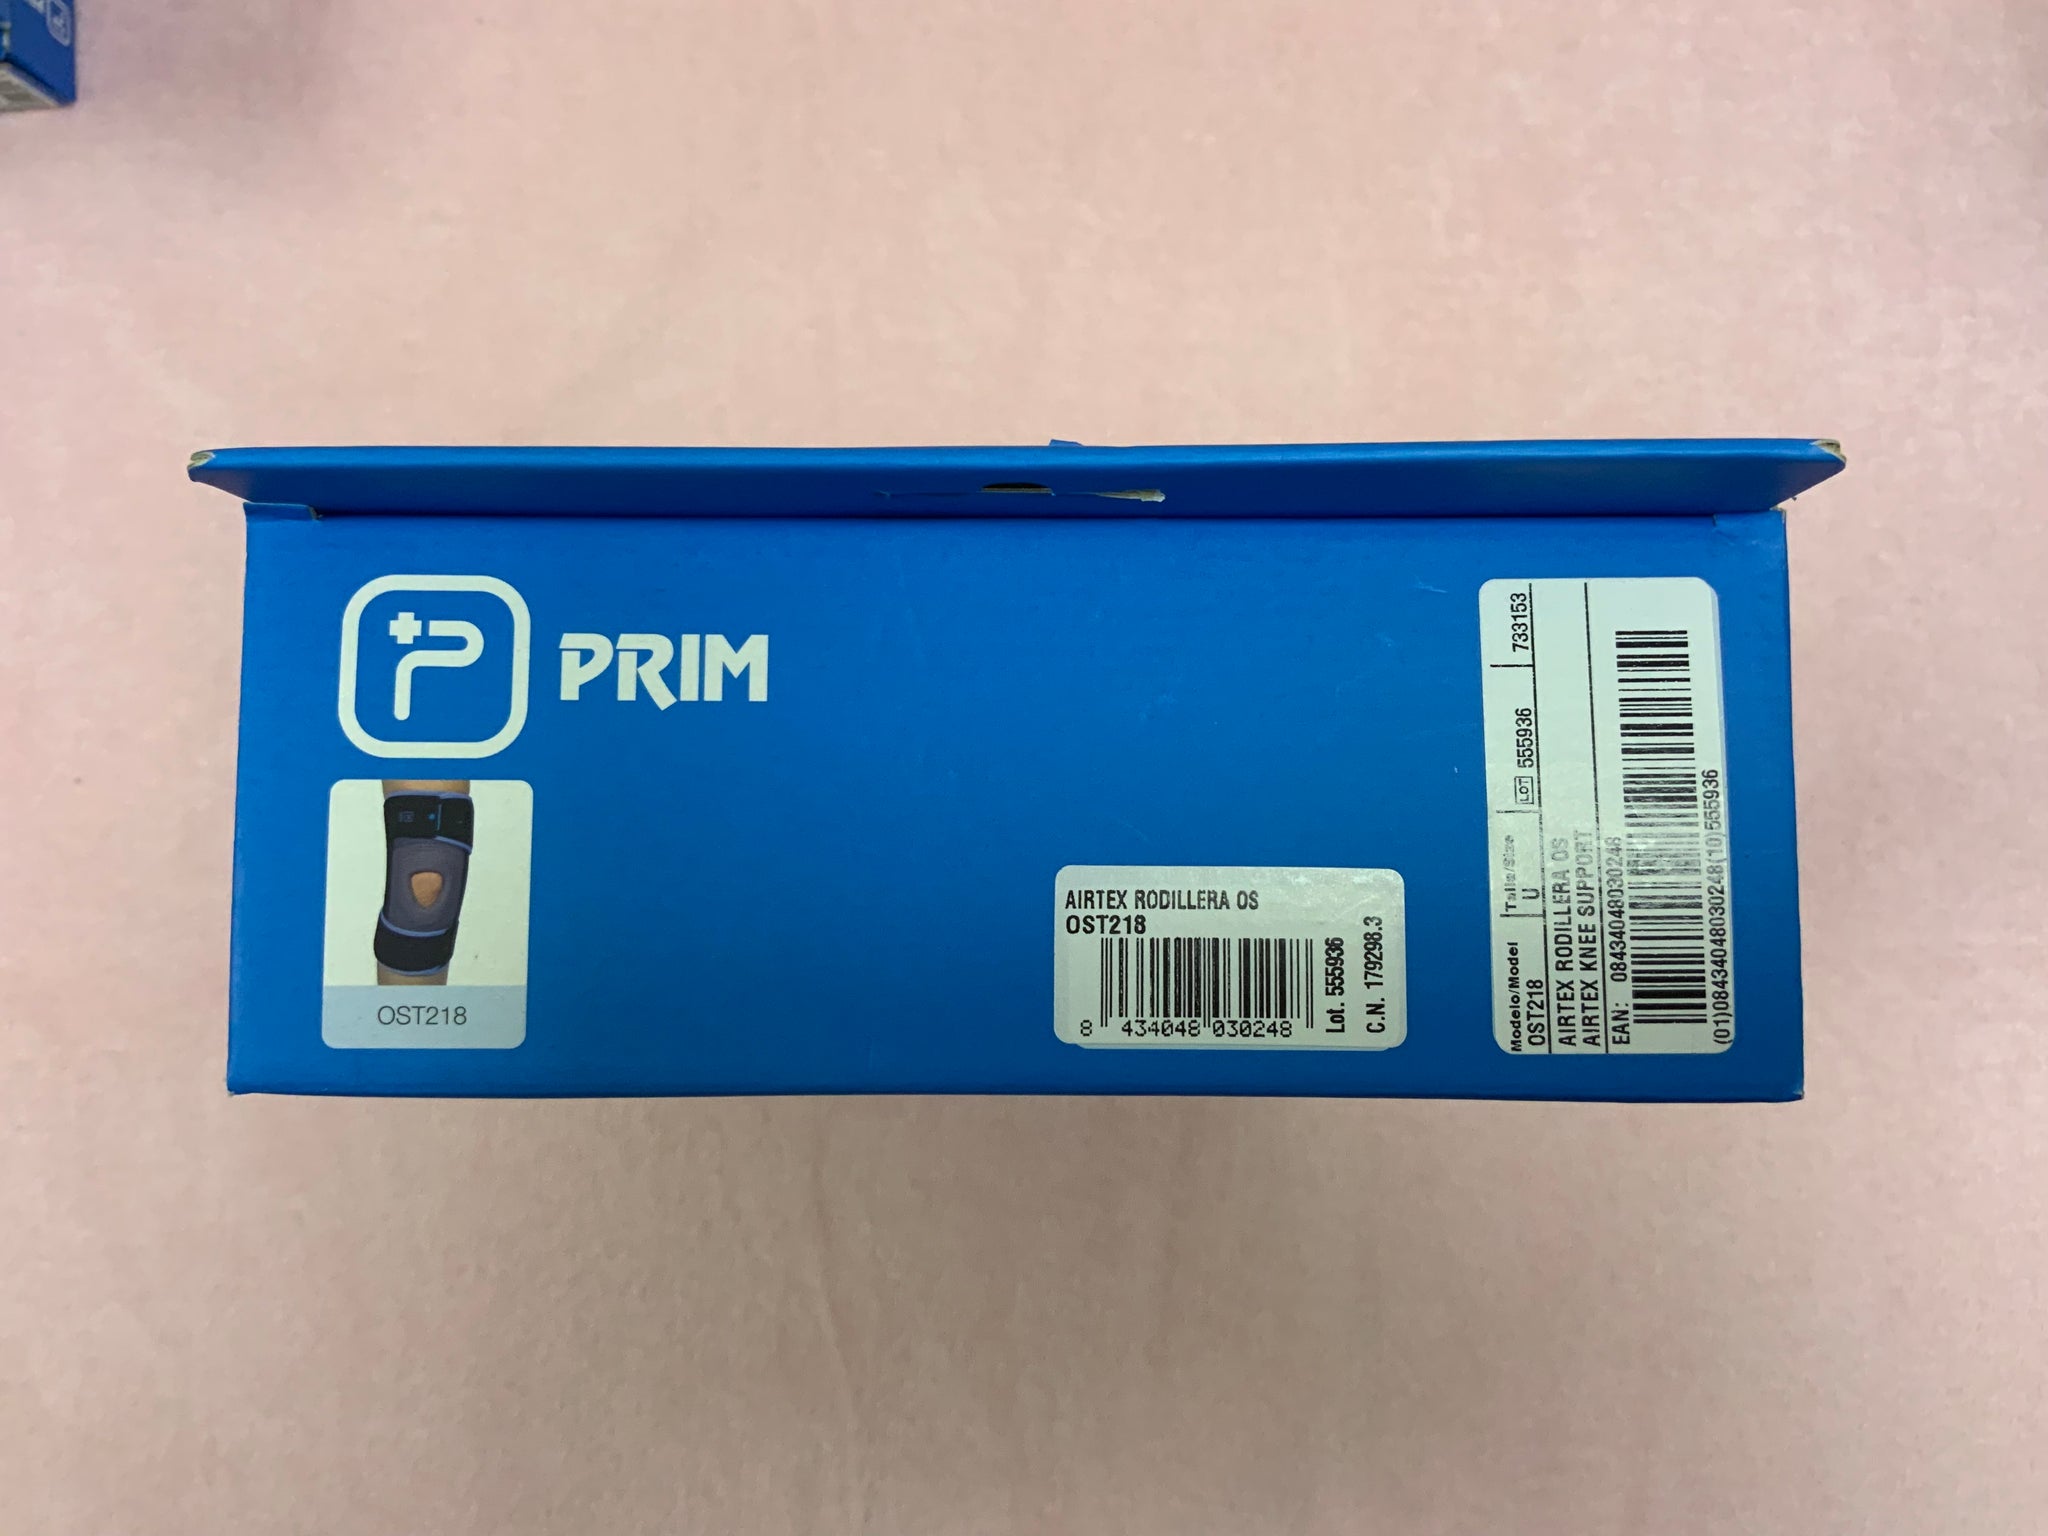 PRIM
OST218
AIRTEX RODILLERA OS
OST218
8 434048 030248
Lot. 555936
C.N. 179298.3
Modelo/Model
OST218
Talla/Size
U
LOT 555936
733153
AIRTEX RODILLERA OS
AIRTEX KNEE SUPPORT
EAN: 08434048030248
(01)08434048030248(10)555936